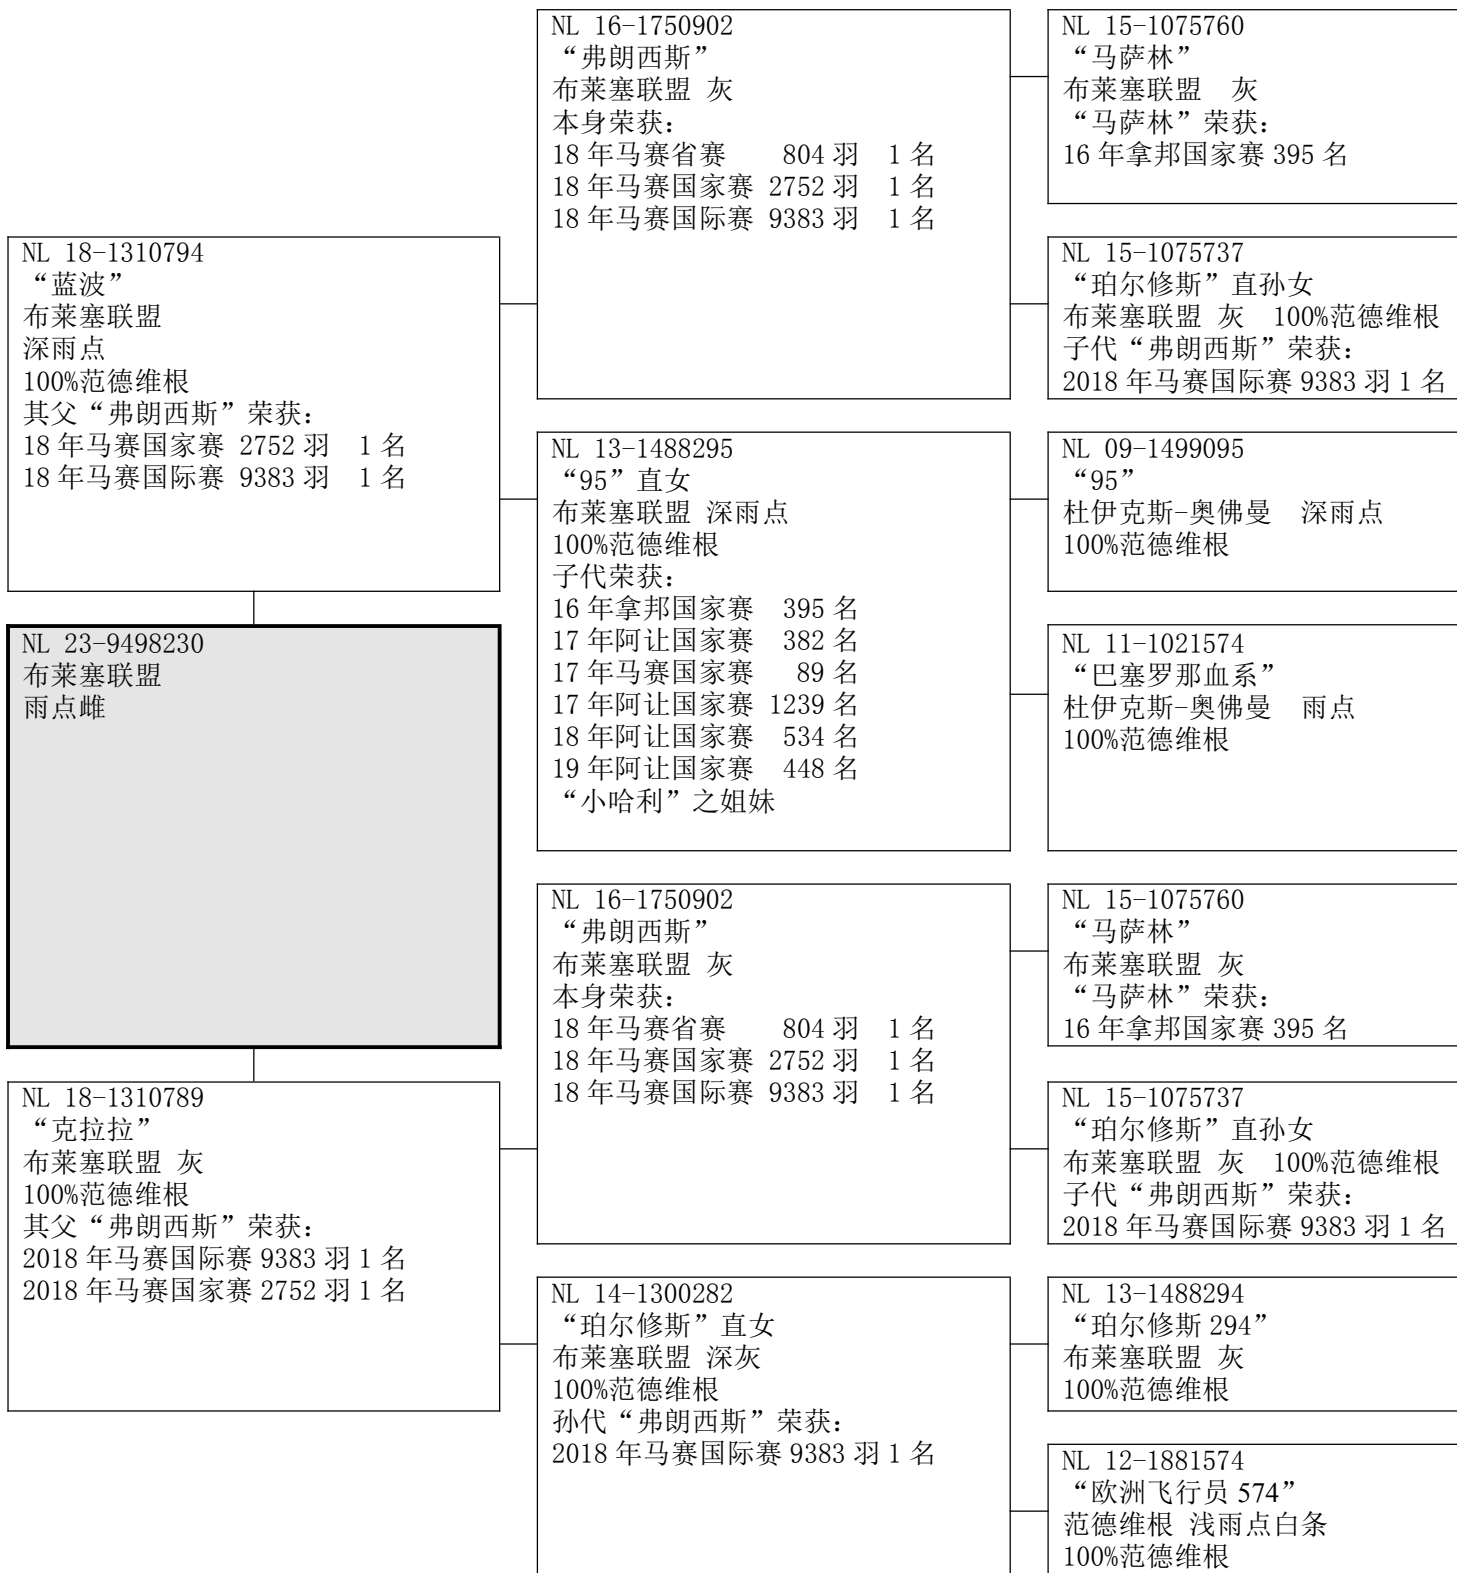 NL 18-1310794
“蓝波”
布莱塞联盟
深雨点
100%范德维根
其父“弗朗西斯”荣获：
18 年马赛国家赛 2752 羽 1 名
18 年马赛国际赛 9383 羽 1 名
NL 23-9498230
布莱塞联盟
雨点雌
NL 18-1310789
“克拉拉”
布莱塞联盟 灰
100%范德维根
其父“弗朗西斯”荣获：
2018 年马赛国际赛 9383 羽 1 名
2018 年马赛国家赛 2752 羽 1 名
NL 16-1750902
“弗朗西斯”
布莱塞联盟 灰
本身荣获：
18 年马赛省赛 804 羽 1 名
18 年马赛国家赛 2752 羽 1 名
18 年马赛国际赛 9383 羽 1 名
NL 13-1488295
“95”直女
布莱塞联盟 深雨点
100%范德维根
子代荣获：
16 年拿邦国家赛 395 名
17 年阿让国家赛 382 名
17 年马赛国家赛 89 名
17 年阿让国家赛 1239 名
18 年阿让国家赛 534 名
19 年阿让国家赛 448 名
“小哈利”之姐妹
NL 16-1750902
“弗朗西斯”
布莱塞联盟 灰
本身荣获：
18 年马赛省赛 804 羽 1 名
18 年马赛国家赛 2752 羽 1 名
18 年马赛国际赛 9383 羽 1 名
NL 14-1300282
“珀尔修斯”直女
布莱塞联盟 深灰
100%范德维根
孙代“弗朗西斯”荣获：
2018 年马赛国际赛 9383 羽 1 名
NL 15-1075760
“马萨林”
布莱塞联盟 灰
“马萨林”荣获：
16 年拿邦国家赛 395 名
NL 15-1075737
“珀尔修斯”直孙女
布莱塞联盟 灰 100%范德维根
子代“弗朗西斯”荣获：
2018 年马赛国际赛 9383 羽 1 名
NL 09-1499095
“95”
杜伊克斯-奥佛曼 深雨点
100%范德维根
NL 11-1021574
“巴塞罗那血系”
杜伊克斯-奥佛曼 雨点
100%范德维根
NL 15-1075760
“马萨林”
布莱塞联盟 灰
“马萨林”荣获：
16 年拿邦国家赛 395 名
NL 15-1075737
“珀尔修斯”直孙女
布莱塞联盟 灰 100%范德维根
子代“弗朗西斯”荣获：
2018 年马赛国际赛 9383 羽 1 名
NL 13-1488294
“珀尔修斯 294”
布莱塞联盟 灰
100%范德维根
NL 12-1881574
“欧洲飞行员 574”
范德维根 浅雨点白条
100%范德维根